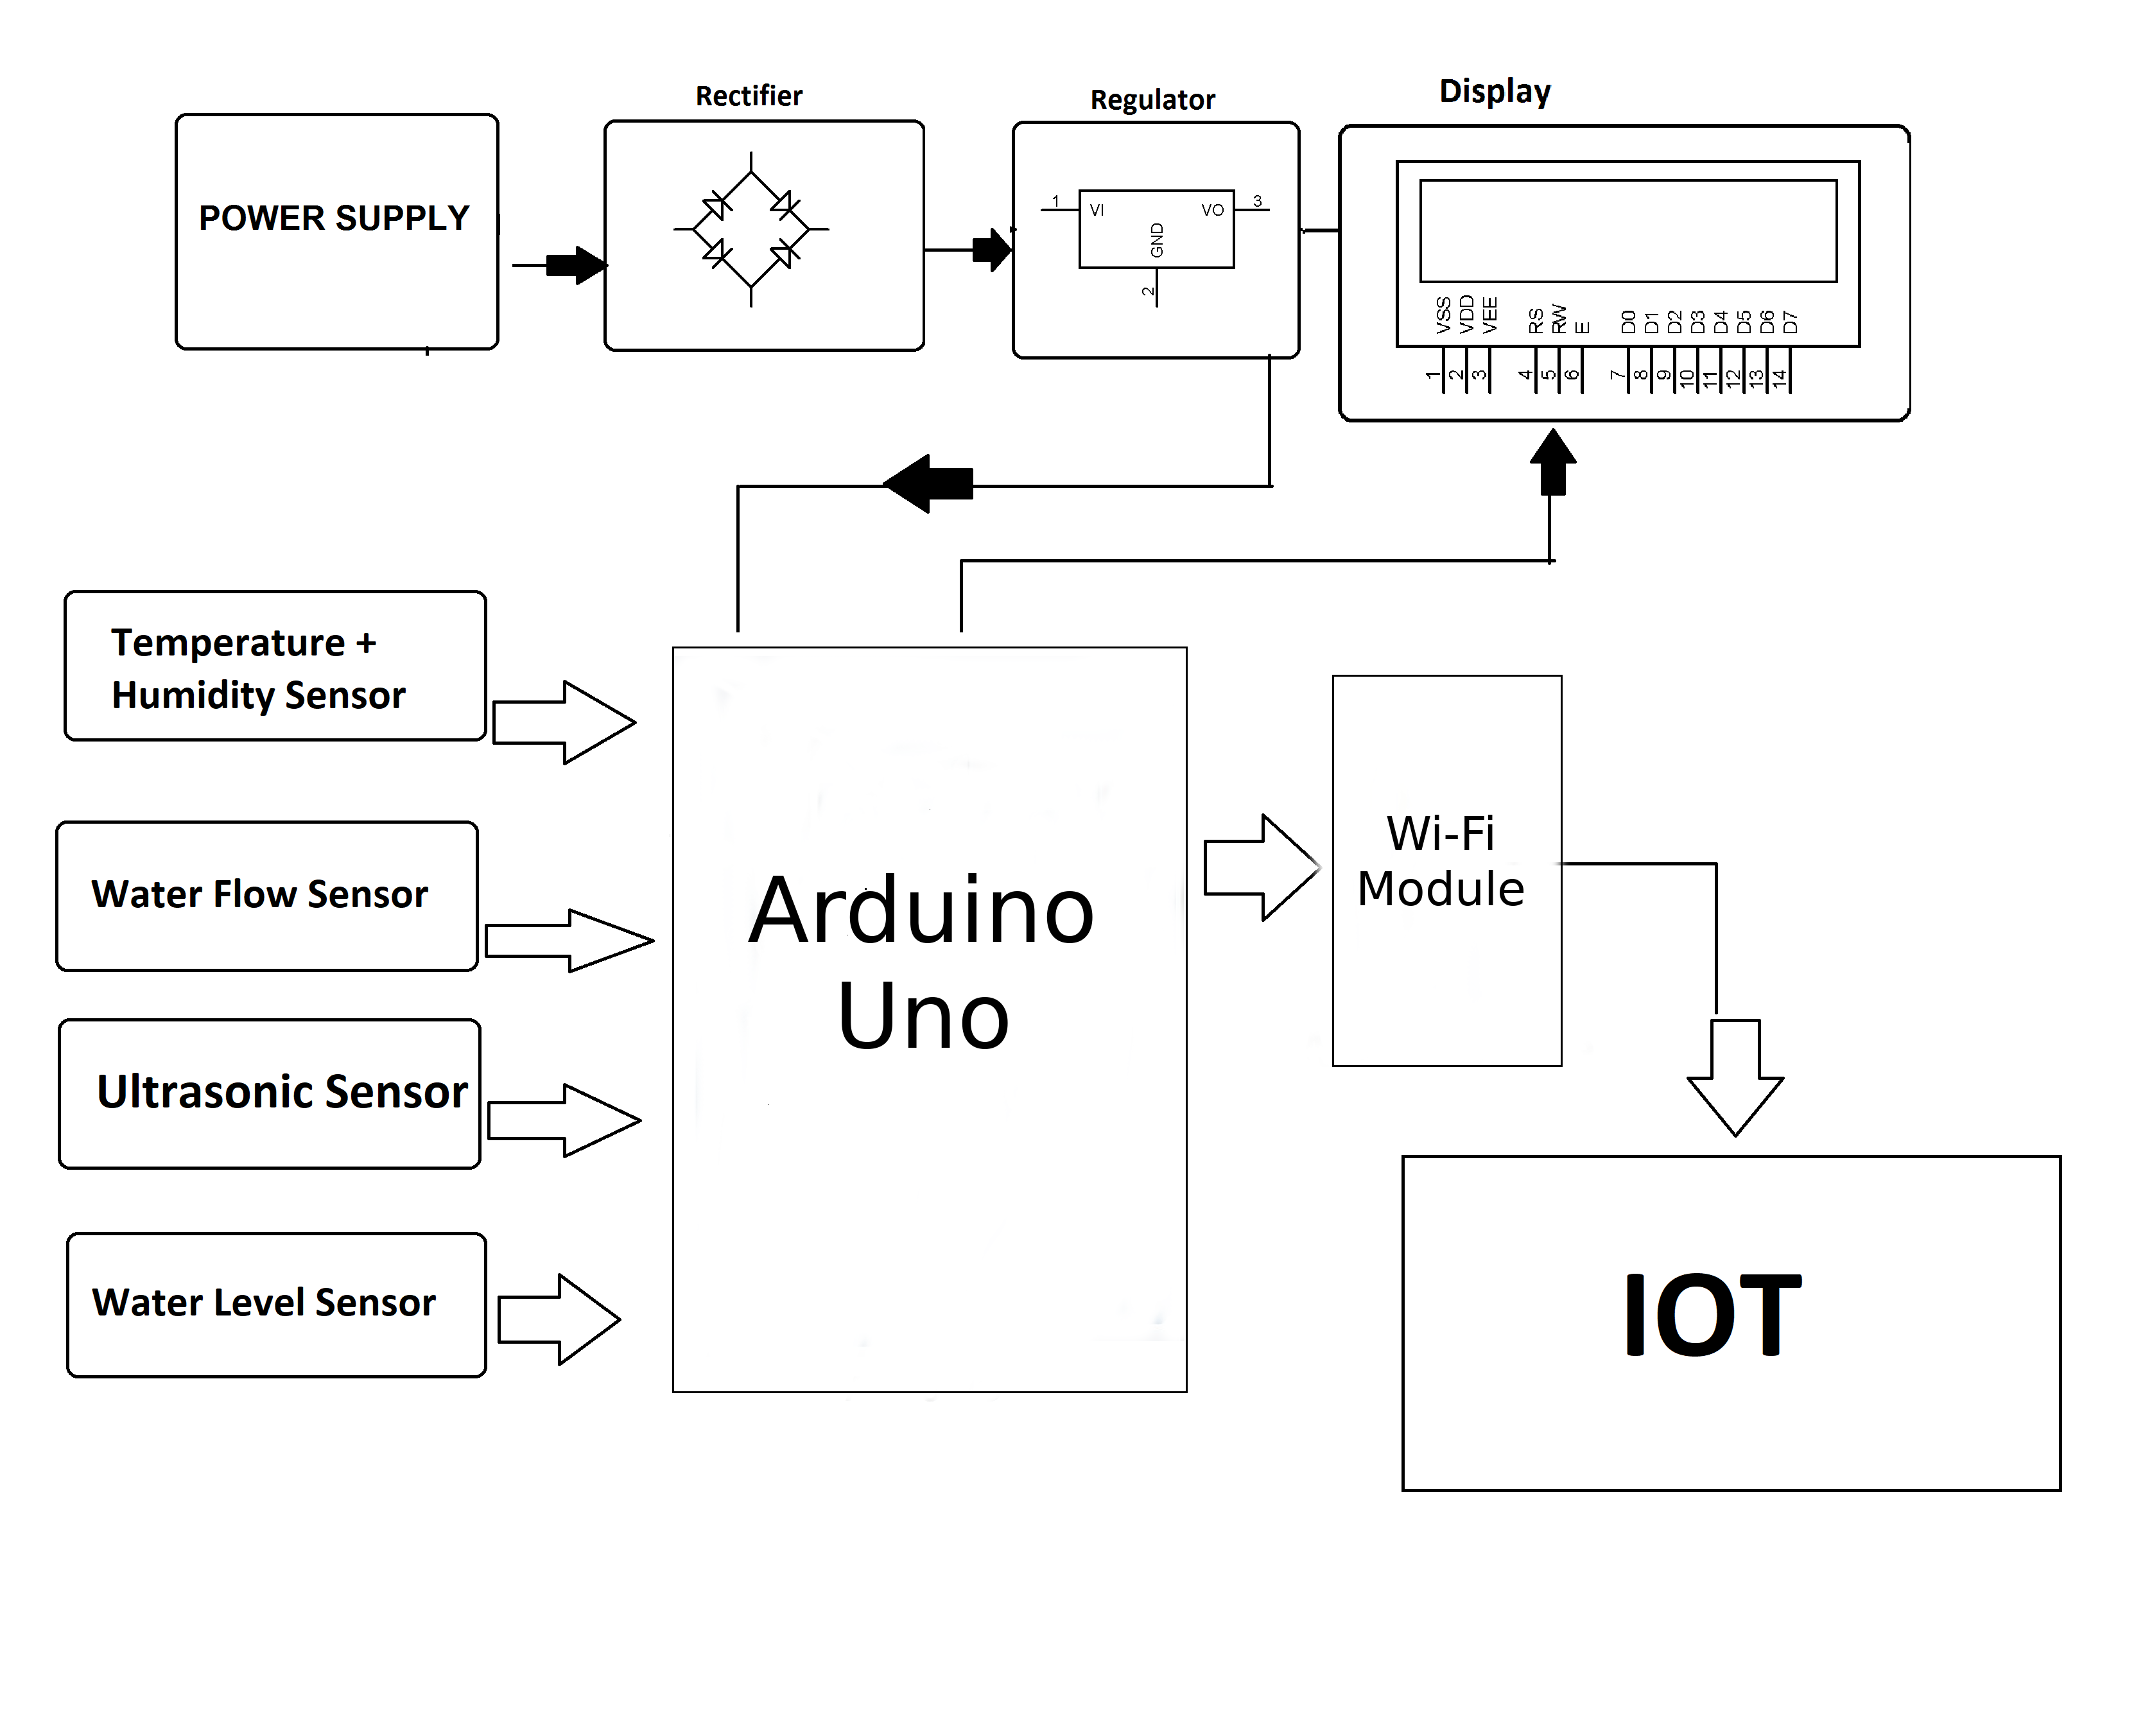 Rectifier
Regulator
Display
POWER SUPPLY
1
VI
VO
3
GND
2
VSS
VDD
VEE
RS
RW
E
D0
D1
D2
D3
D4
D5
D6
D7
1
2
3
4
5
6
7
8
9
10
11
12
13
14
Temperature +
Humidity Sensor
Water Flow Sensor
Ultrasonic Sensor
Water Level Sensor
Arduino
Uno
Wi-Fi
Module
IOT